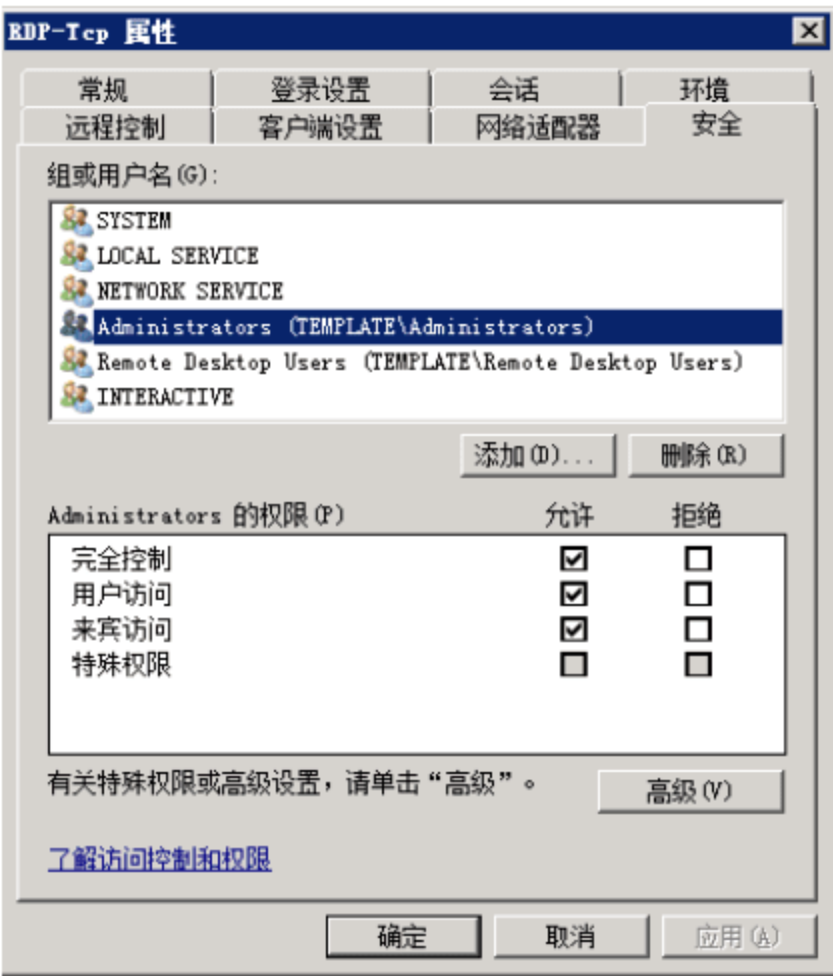 RDP-Tcp 属性
常规 登录设置 会话 环境
远程控制 客户端设置 网络适配器 安全
组或用户名(G):
SYSTEM
LOCAL SERVICE
NETWORK SERVICE
Administrators (TEMPLATE\Administrators)
Remote Desktop Users (TEMPLATE\Remote Desktop Users)
INTERACTIVE
添加(D)... 删除(R)
Administrators 的权限(P) 允许 拒绝
完全控制
用户访问
来宾访问
特殊权限
有关特殊权限或高级设置，请单击“高级”。 高级(V)
了解访问控制和权限
确定 取消 应用(A)